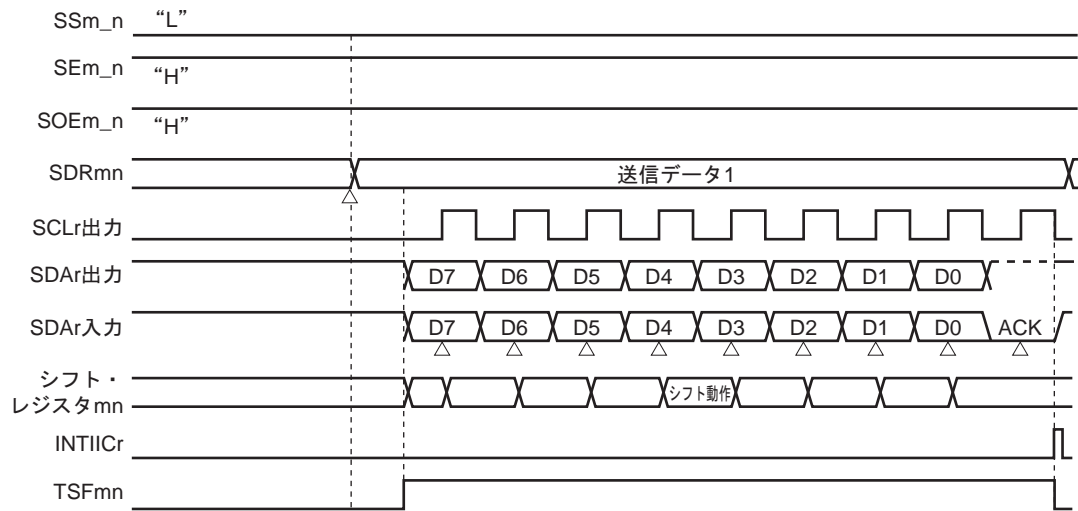 SSm_n “L”
SEm_n “H”
SOEm_n “H”
SDRmn 送信データ1
SCLr出力
SDAr出力 D7 D6 D5 D4 D3 D2 D1 D0
SDAr入力 D7 D6 D5 D4 D3 D2 D1 D0 ACK
シフト・
レジスタmn シフト動作
INTIICr
TSFmn